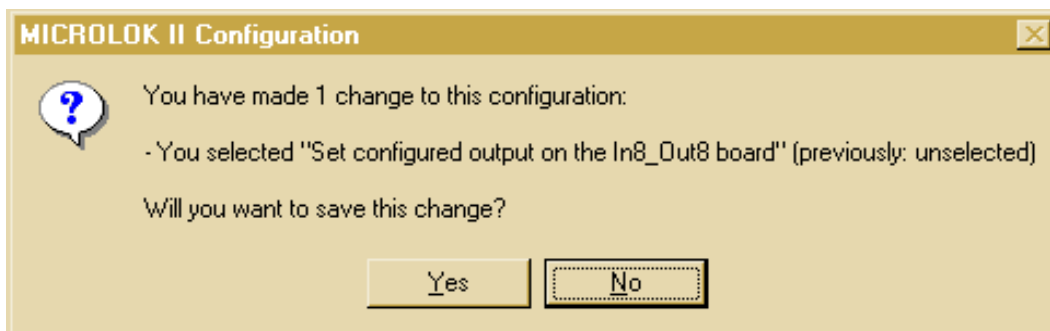 MICROLOK II Configuration
You have made 1 change to this configuration:
- You selected "Set configured output on the In8_Out8 board" (previously: unselected)
Will you want to save this change?
Yes No